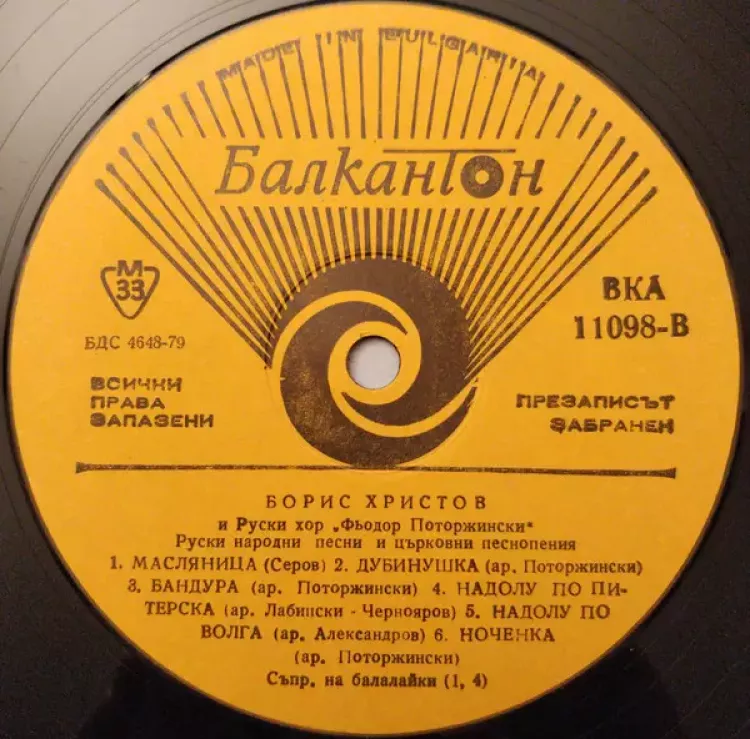 MADE IN BULGARIA
Балкантон
М
33
БДС 4648-79
ВКА
11098-В
ВСИЧКИ
ПРАВА
ЗАПАЗЕНИ
ПРЕЗАПИСЪТ
ЗАБРАНЕН
БОРИС ХРИСТОВ
и Руски хор „Фьодор Поторжински“
Руски народни песни и църковни песнопения
1. МАСЛЯНИЦА (Серов) 2. ДУБИНУШКА (ар. Поторжински)
3. БАНДУРА (ар. Поторжински) 4. НАДОЛУ ПО ПИ-
ТЕРСКА (ар. Лабински - Чернояров) 5. НАДОЛУ ПО
ВОЛГА (ар. Александров) 6. НОЧЕНКА
(ар. Поторжински)
Съпр. на балалайки (1, 4)